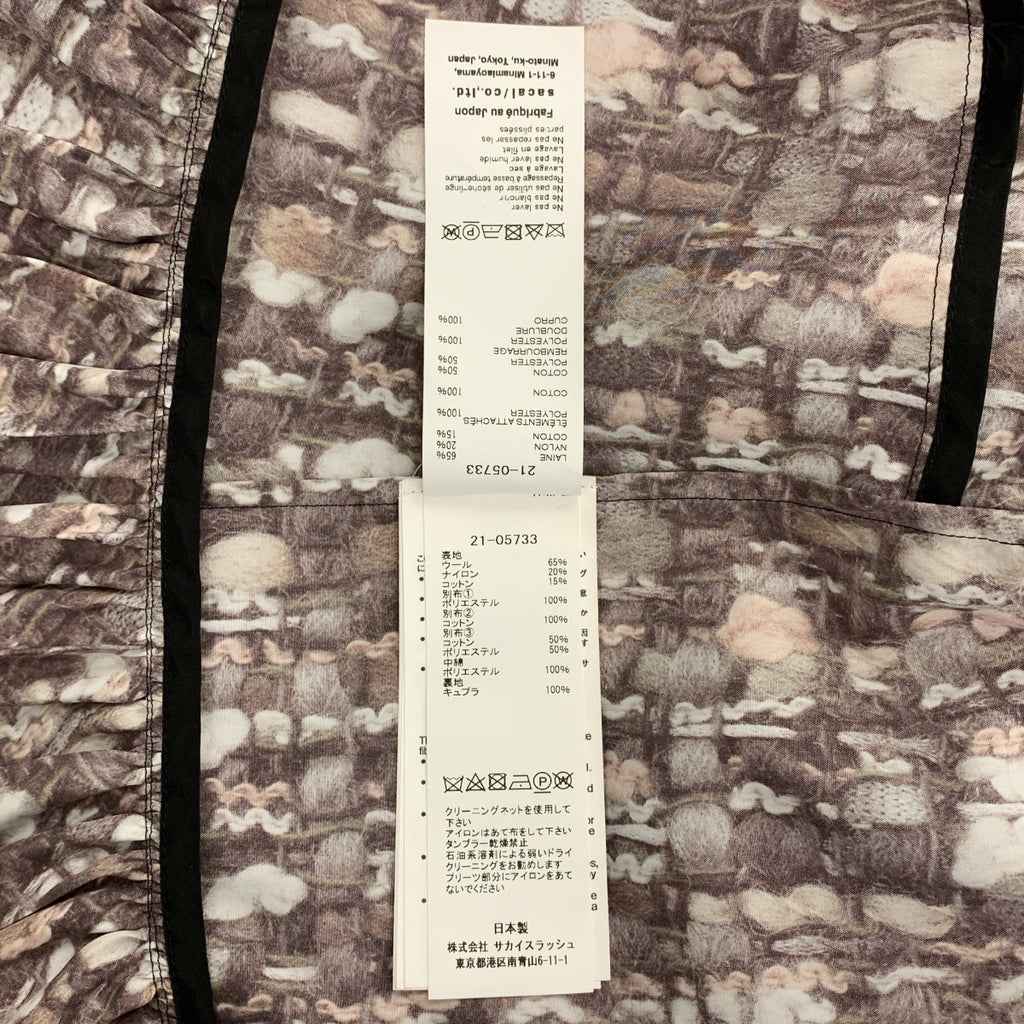 21-05733
LAINE 65%
NYLON 20%
COTON 15%
ÉLÉMENTS ATTACHÉS
POLYESTER 100%
COTON 100%
COTON 50%
POLYESTER 50%
REMBOURRAGE
POLYESTER 100%
DOUBLURE
CUPRO 100%
Ne pas laver
Ne pas blanchir
Ne pas utiliser de sèche-linge
Repassage à basse température
Lavage à sec
Ne pas laver humide
Lavage en filet
Ne pas repasser les
parties plissées
Fabriqué au Japon
sacai/co.,ltd.
6-11-1 Minamiaoyama,
Minato-ku, Tokyo, Japan
21-05733
表地
ウール 65%
ナイロン 20%
コットン 15%
別布①
ポリエステル 100%
別布②
コットン 100%
別布③
コットン 50%
ポリエステル 50%
中綿
ポリエステル 100%
裏地
キュプラ 100%
クリーニングネットを使用して
下さい
アイロンはあて布をして下さい
タンブラー乾燥禁止
石油系溶剤による弱いドライ
クリーニングをお勧めします
プリーツ部分にアイロンをあて
ないでください
日本製
株式会社 サカイスラッシュ
東京都港区南青山6-11-1